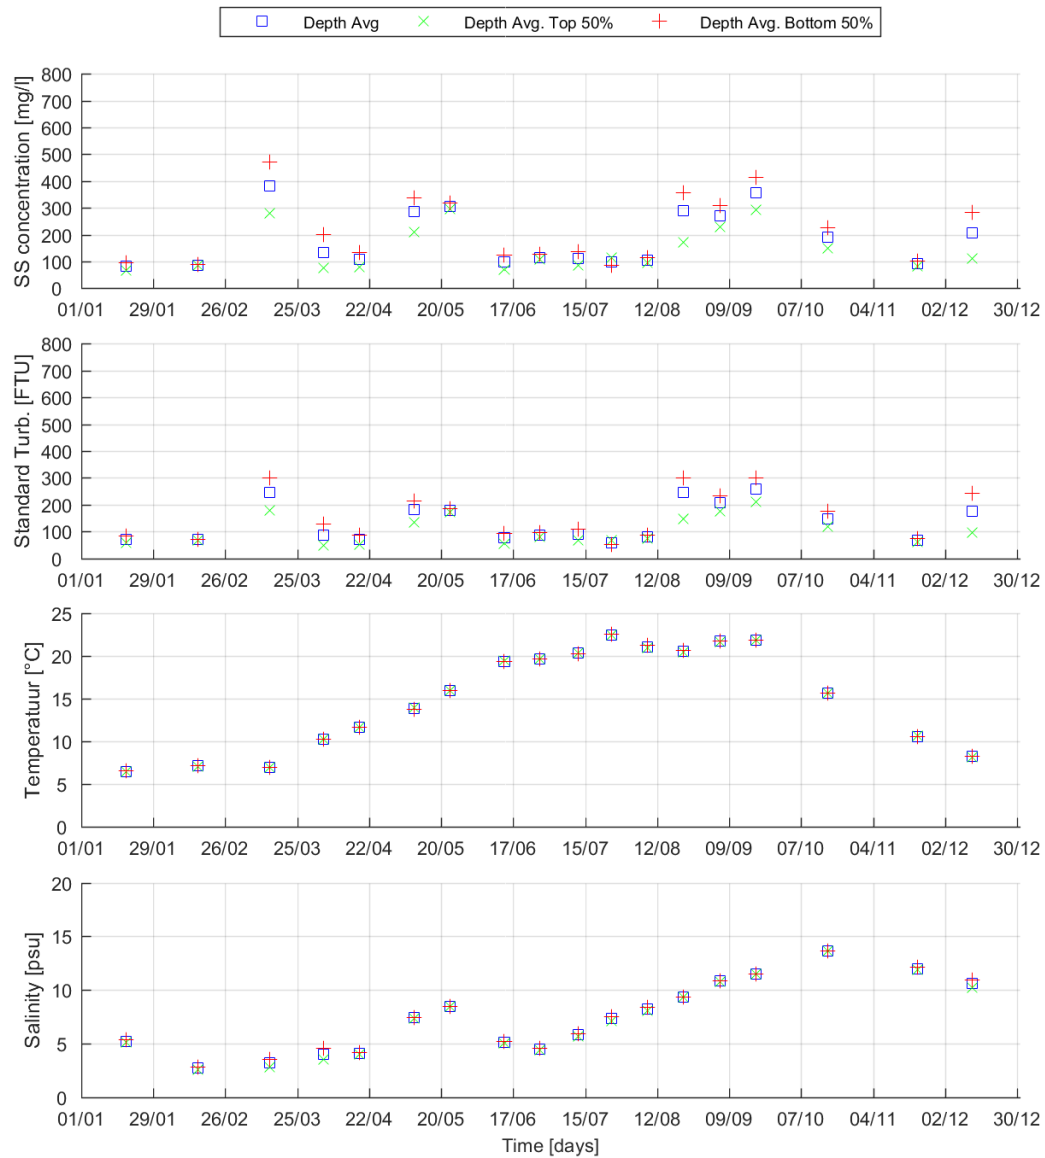 Depth Avg Depth Avg. Top 50% Depth Avg. Bottom 50%
SS concentration [mg/l]
800
700
600
500
400
300
200
100
0
01/01 29/01 26/02 25/03 22/04 20/05 17/06 15/07 12/08 09/09 07/10 04/11 02/12 30/12
Standard Turb. [FTU]
800
700
600
500
400
300
200
100
0
01/01 29/01 26/02 25/03 22/04 20/05 17/06 15/07 12/08 09/09 07/10 04/11 02/12 30/12
Temperatuur [°C]
25
20
15
10
5
0
01/01 29/01 26/02 25/03 22/04 20/05 17/06 15/07 12/08 09/09 07/10 04/11 02/12 30/12
Salinity [psu]
20
15
10
5
0
01/01 29/01 26/02 25/03 22/04 20/05 17/06 15/07 12/08 09/09 07/10 04/11 02/12 30/12
Time [days]